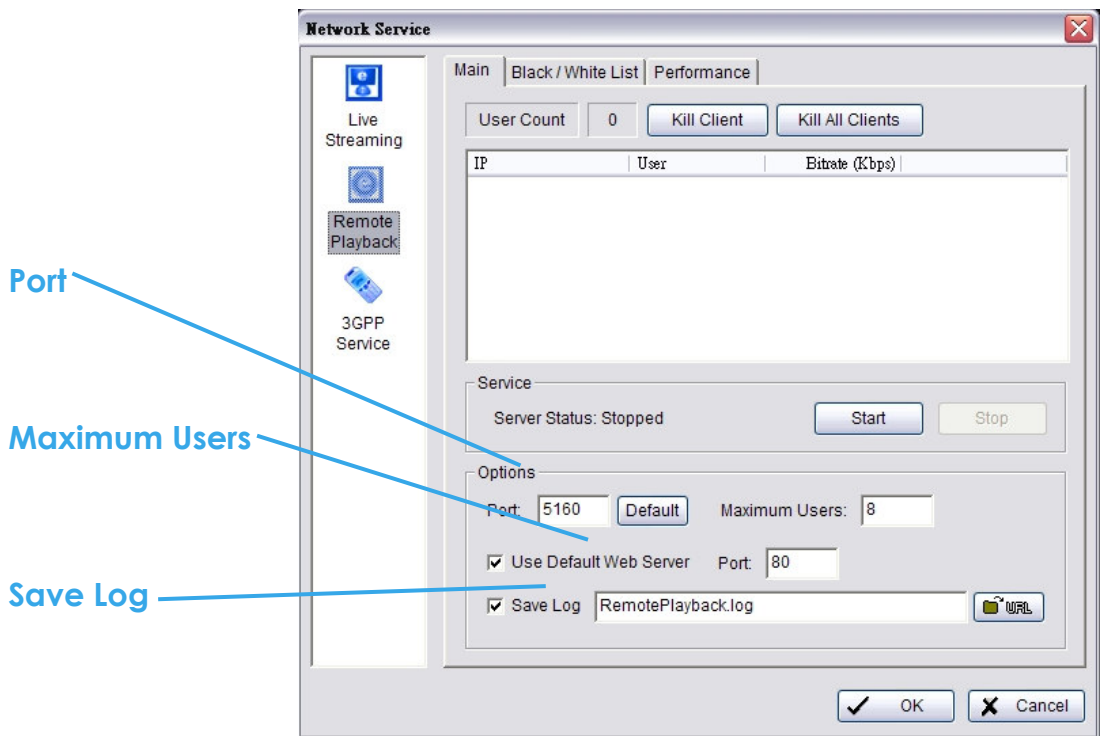 Network Service
Live
Streaming
Remote
Playback
3GPP
Service
Port
Maximum Users
Save Log
Main Black / White List Performance
User Count 0 Kill Client Kill All Clients
IP User Bitrate (Kbps)
Service
Server Status: Stopped Start Stop
Options
Port: 5160 Default Maximum Users: 8
Use Default Web Server Port: 80
Save Log RemotePlayback.log URL
OK Cancel